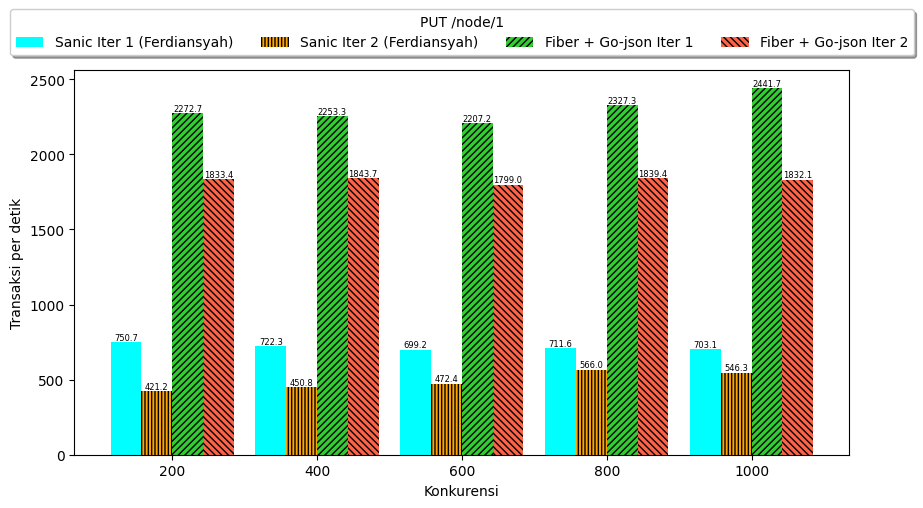 PUT /node/1
Sanic Iter 1 (Ferdiansyah) Sanic Iter 2 (Ferdiansyah) Fiber + Go-json Iter 1 Fiber + Go-json Iter 2
Transaksi per detik
2500
2000
1500
1000
500
0
750.7 421.2 2272.7 1833.4
722.3 450.8 2253.3 1843.7
699.2 472.4 2207.2 1799.0
711.6 566.0 2327.3 1839.4
703.1 546.3 2441.7 1832.1
200 400 600 800 1000
Konkurensi